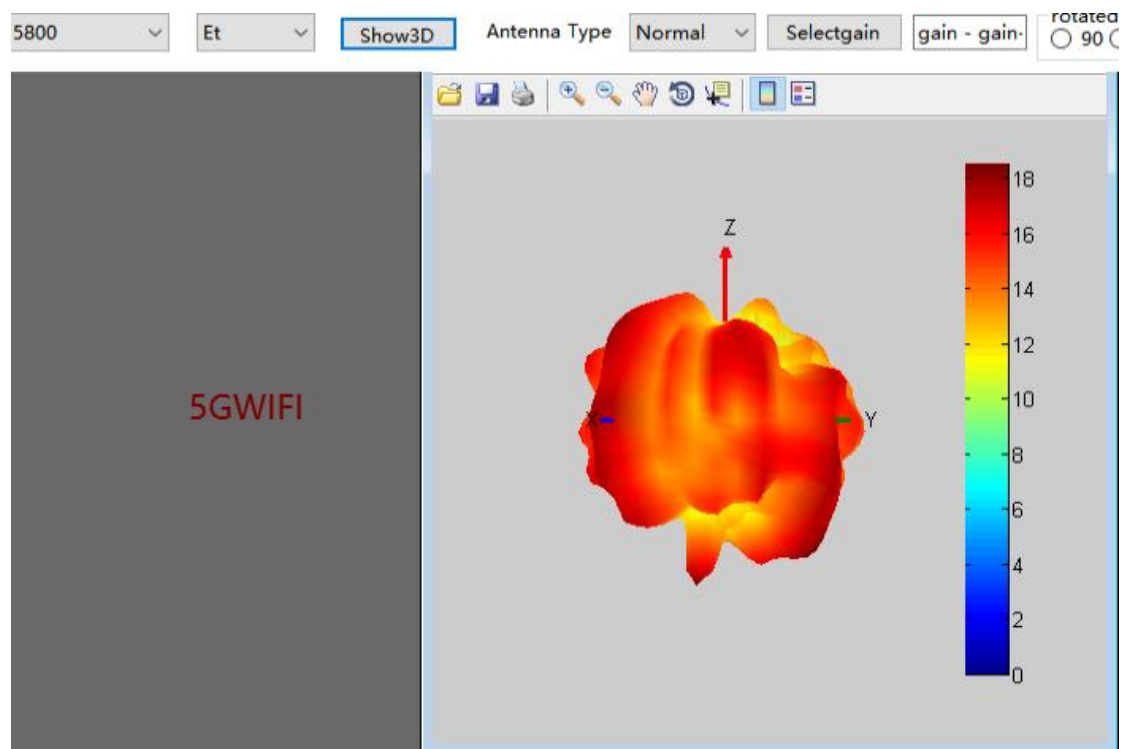 rotated
5800 Et Show3D Antenna Type Normal Selectgain gain - gain- 90
18
Z
16
14
12
5GWIFI
10
X
Y
8
6
4
2
0